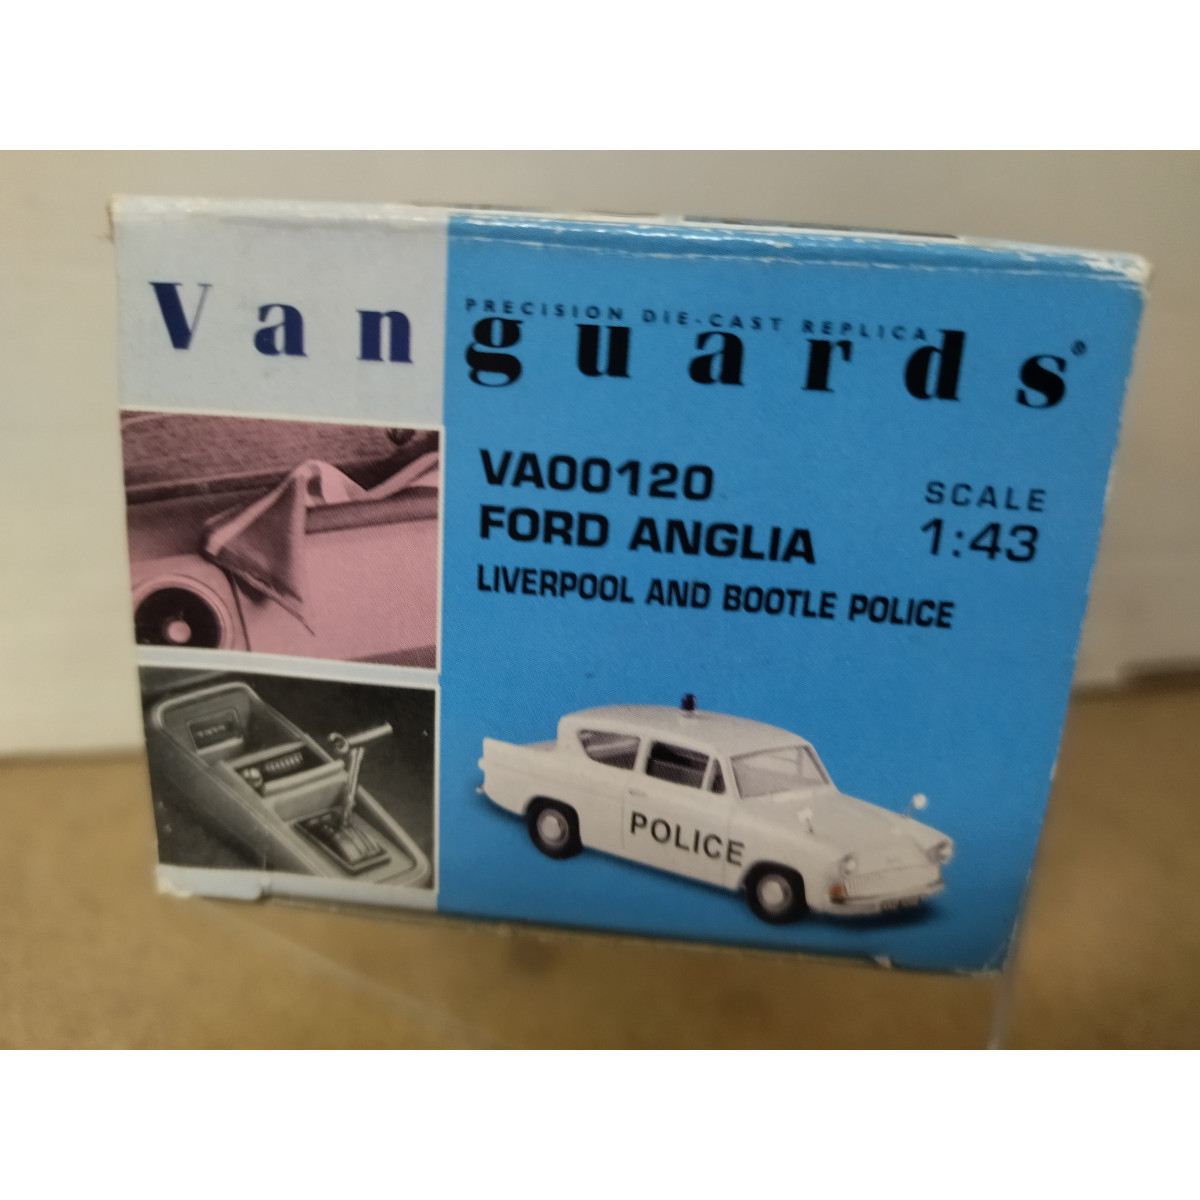 Vanguards®
PRECISION DIE-CAST REPLICA
VA00120
FORD ANGLIA
LIVERPOOL AND BOOTLE POLICE
SCALE
1:43
POLICE